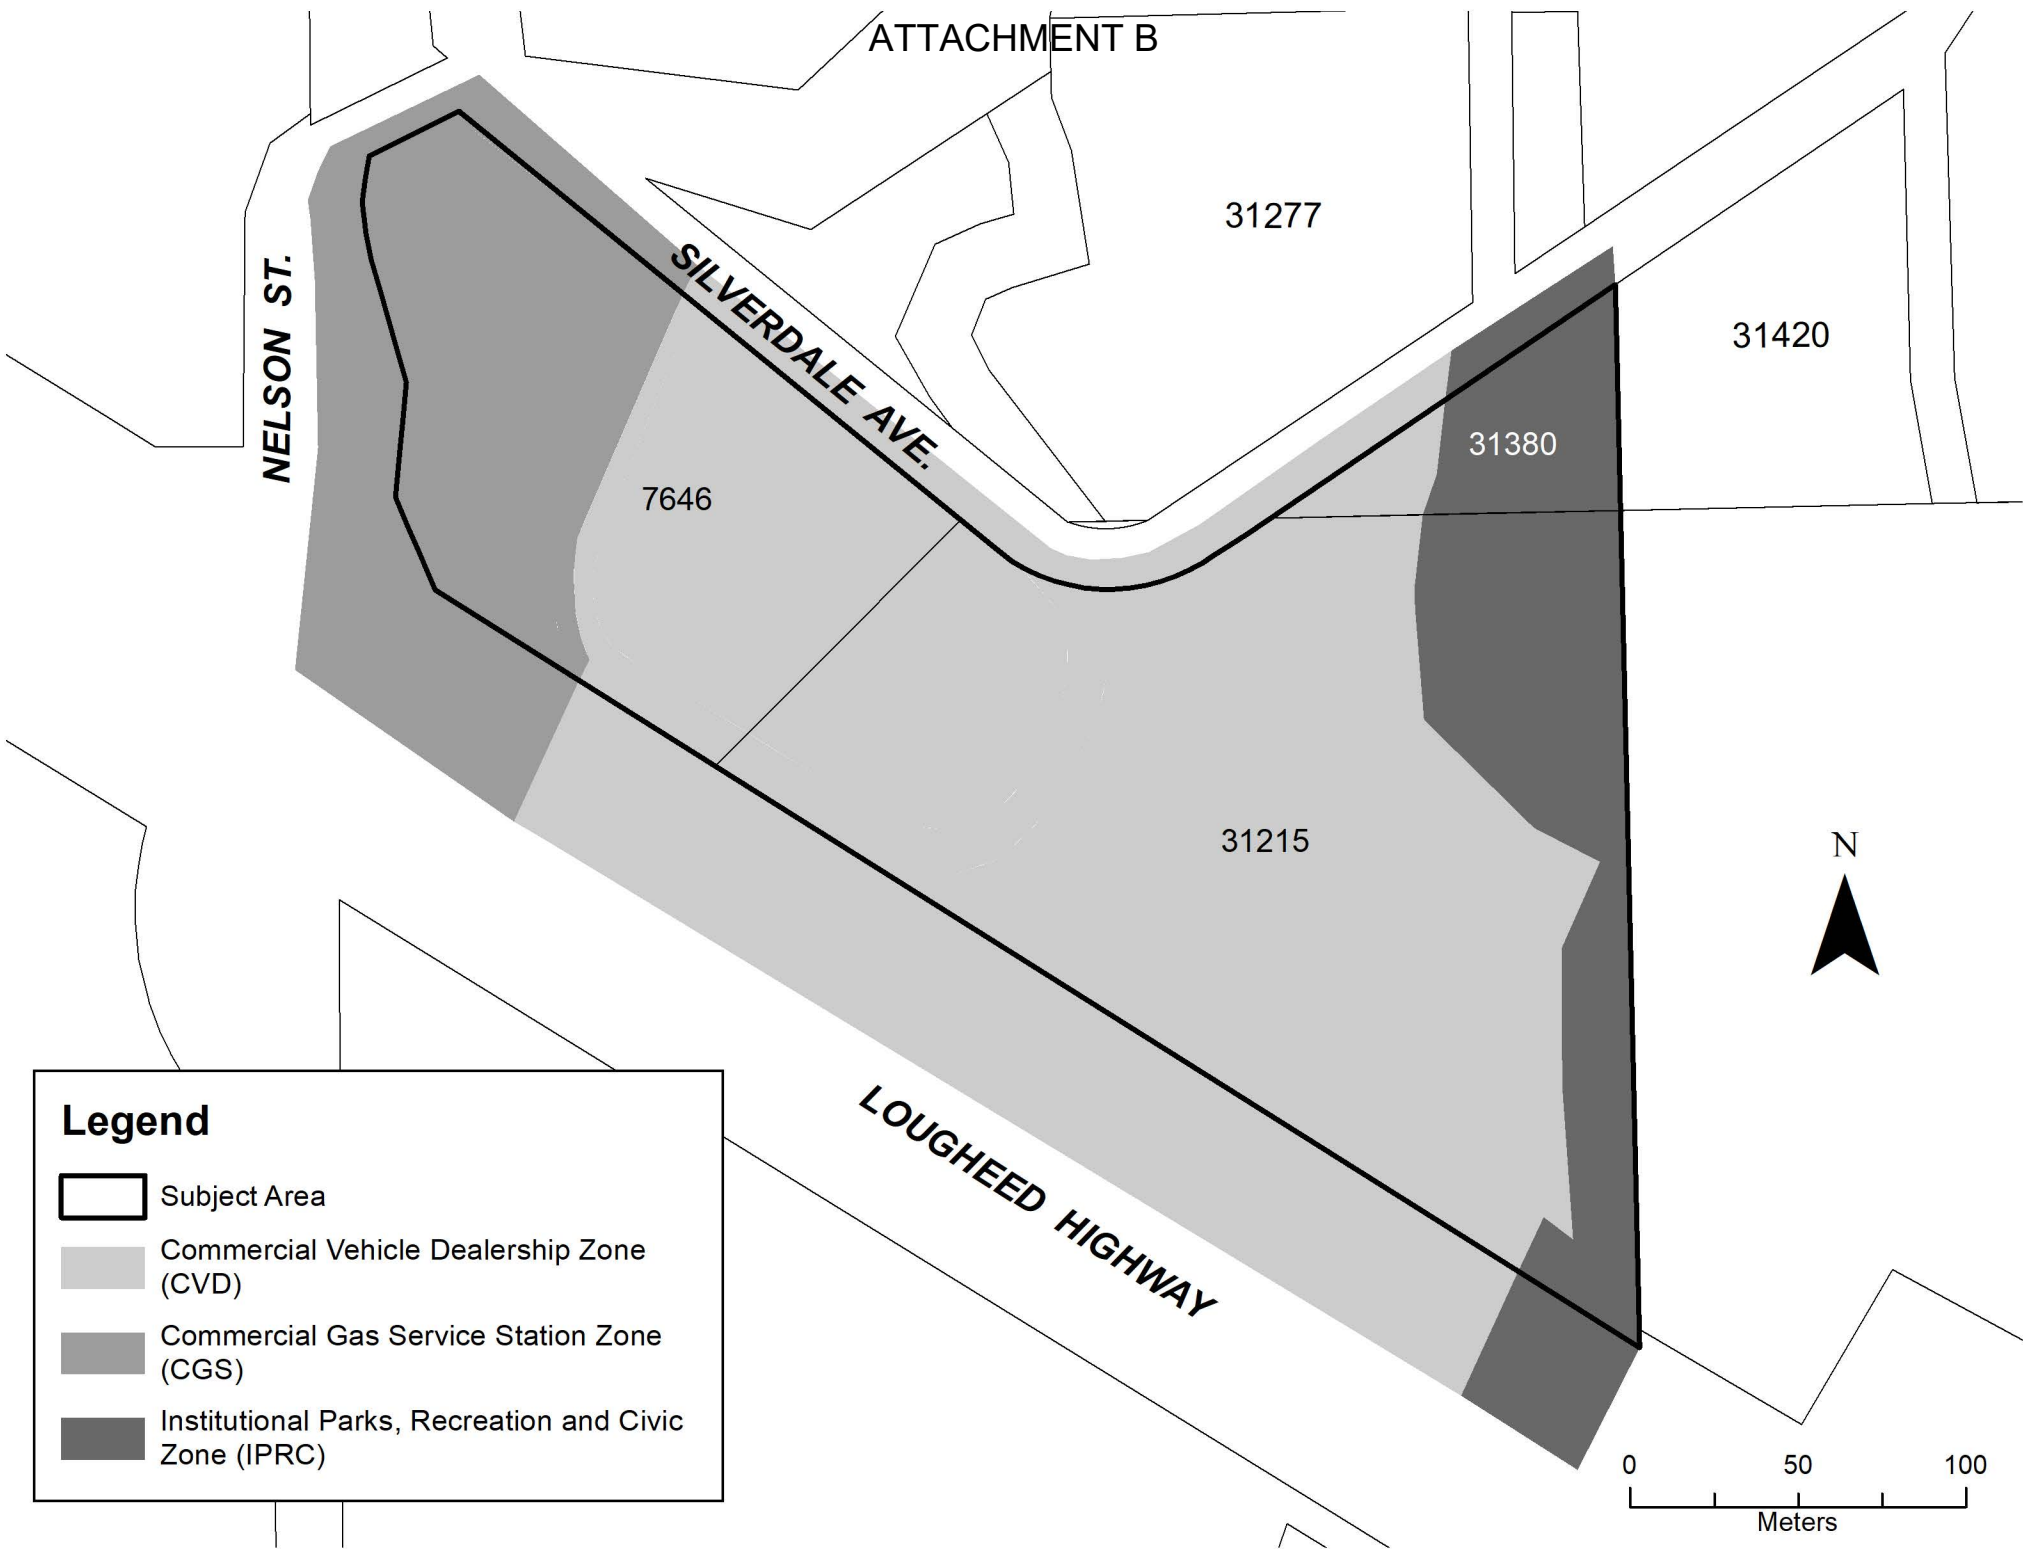 ATTACHMENT B
31277
31420
NELSON ST.
SILVERDALE AVE.
31380
7646
31215
N
LOUGHEED HIGHWAY
Legend
Subject Area
Commercial Vehicle Dealership Zone
(CVD)
Commercial Gas Service Station Zone
(CGS)
Institutional Parks, Recreation and Civic
Zone (IPRC)
0 50 100
Meters